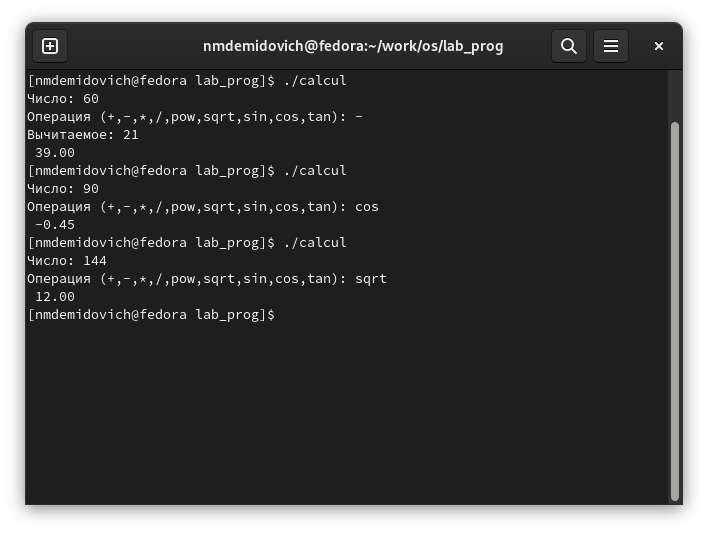 nmdemidovich@fedora:~/work/os/lab_prog
[nmdemidovich@fedora lab_prog]$ ./calcul
Число: 60
Операция (+,-,*,/,pow,sqrt,sin,cos,tan): -
Вычитаемое: 21
39.00
[nmdemidovich@fedora lab_prog]$ ./calcul
Число: 90
Операция (+,-,*,/,pow,sqrt,sin,cos,tan): cos
-0.45
[nmdemidovich@fedora lab_prog]$ ./calcul
Число: 144
Операция (+,-,*,/,pow,sqrt,sin,cos,tan): sqrt
12.00
[nmdemidovich@fedora lab_prog]$